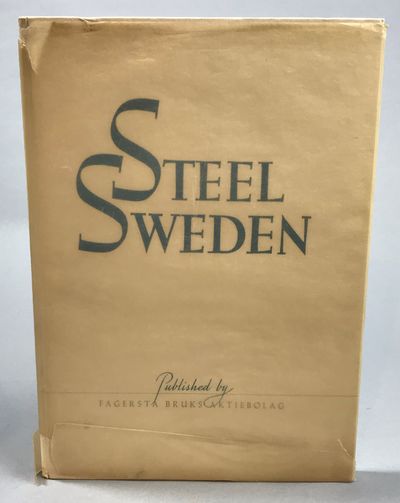 STEEL
SWEDEN
Published by
FAGERSTA BRUKS AKTIEBOLAG